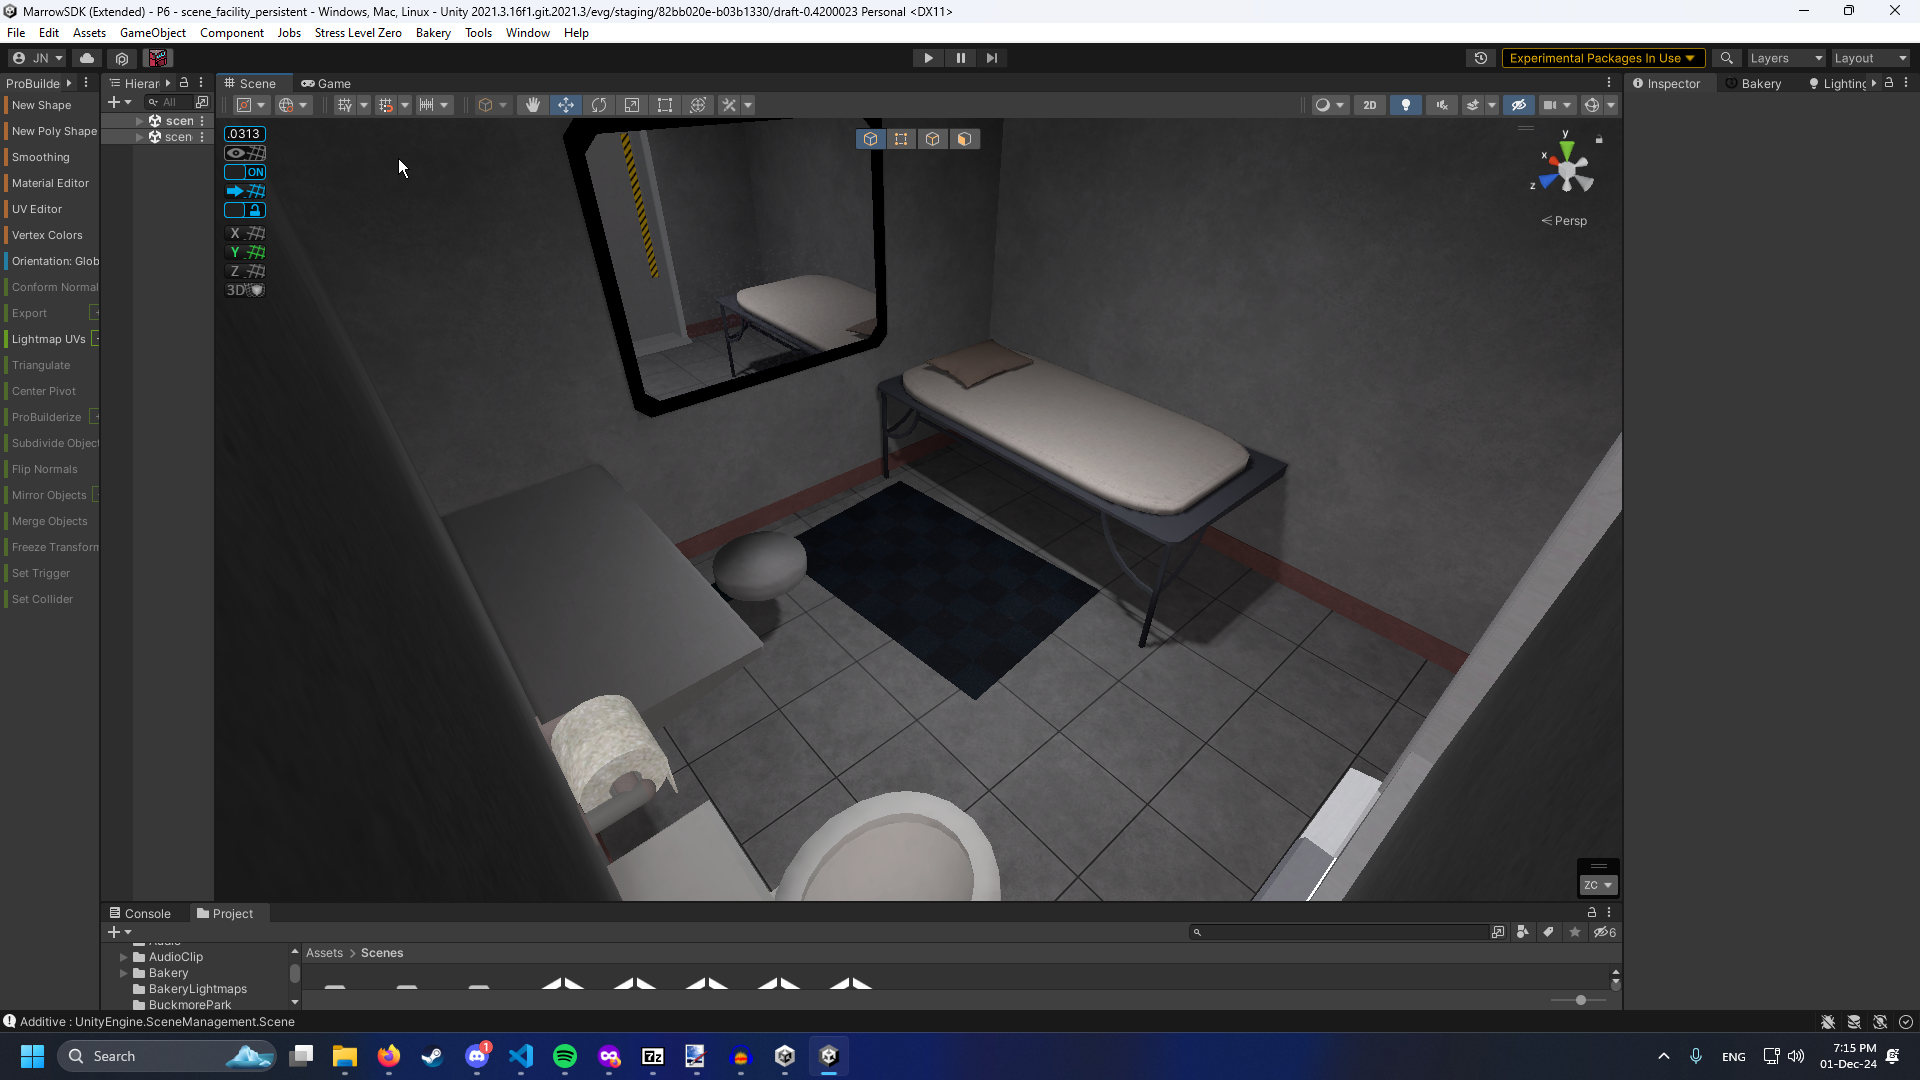 MarrowSDK (Extended) - P6 - scene_facility_persistent - Windows, Mac, Linux - Unity 2021.3.16f1.git.2021.3/evg/staging/82bb020e-b03b1330/draft-0.4200023 Personal <DX11>
File Edit Assets GameObject Component Jobs Stress Level Zero Bakery Tools Window Help
JN Experimental Packages In Use Layers Layout
ProBuilde Hierar Scene Game Inspector Bakery Lighting
All 2D
New Shape
New Poly Shape
Smoothing
Material Editor
UV Editor
Vertex Colors
Orientation: Glob
Conform Normal
Export
Lightmap UVs
Triangulate
Center Pivot
ProBuilderize
Subdivide Object
Flip Normals
Mirror Objects
Merge Objects
Freeze Transform
Set Trigger
Set Collider
scen
scen
.0313
ON
X
Y
Z
3D
y
x
z
Persp
ZC
Console Project
6
Audio
AudioClip
Bakery
BakeryLightmaps
BuckmorePark
Assets > Scenes
Additive : UnityEngine.SceneManagement.Scene
Search
1
7z
ENG
7:15 PM
01-Dec-24